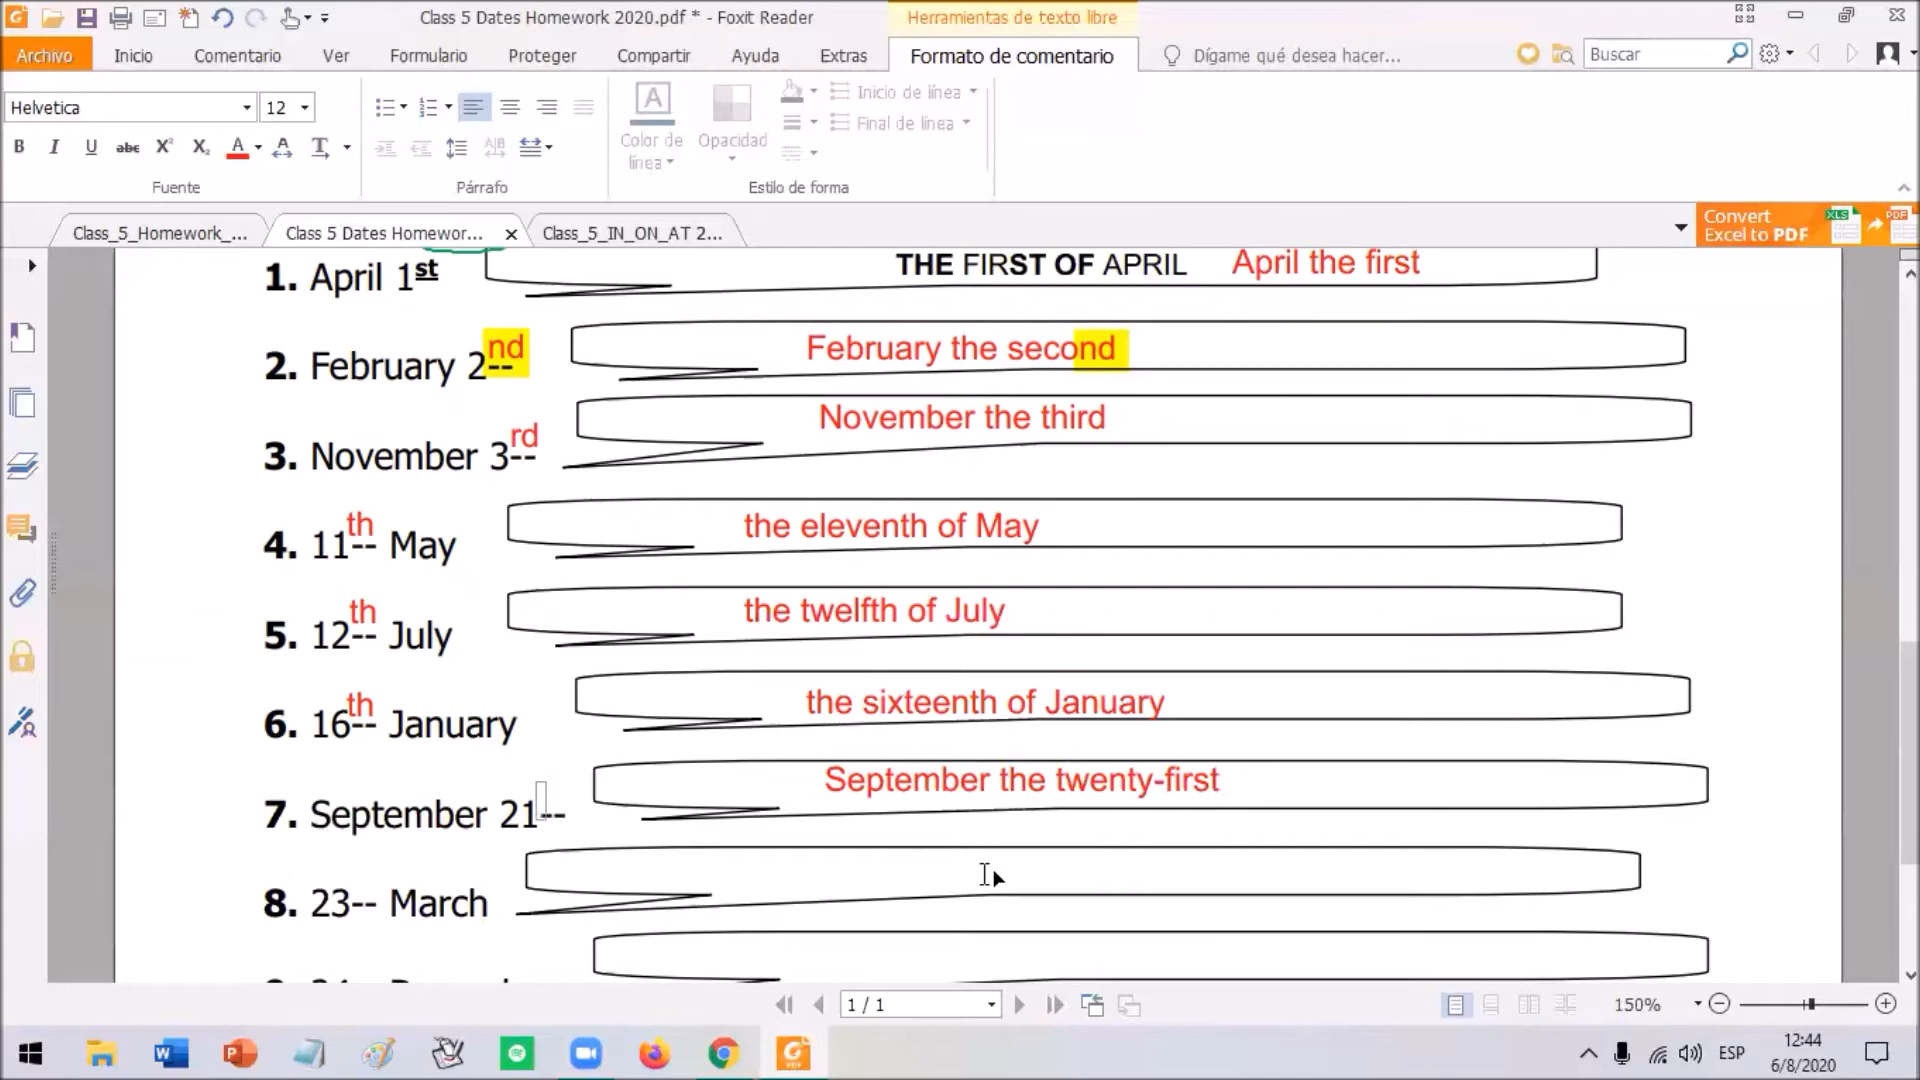 Class 5 Dates Homework 2020.pdf * - Foxit Reader
Herramientas de texto libre
Archivo Inicio Comentario Ver Formulario Proteger Compartir Ayuda Extras Formato de comentario Dígame qué desea hacer... Buscar
Helvetica 12
Inicio de línea
Final de línea
Color de línea
Opacidad
Fuente Párrafo Estilo de forma
Class_5_Homework_... Class 5 Dates Homewor... Class_5_IN_ON_AT 2...
Convert
Excel to PDF
1. April 1st THE FIRST OF APRIL April the first
2. February 2nd-- February the second
3. November 3rd-- November the third
4. 11th-- May the eleventh of May
5. 12th-- July the twelfth of July
6. 16th-- January the sixteenth of January
7. September 21-- September the twenty-first
8. 23-- March
1 / 1
150%
ESP
12:44
6/8/2020